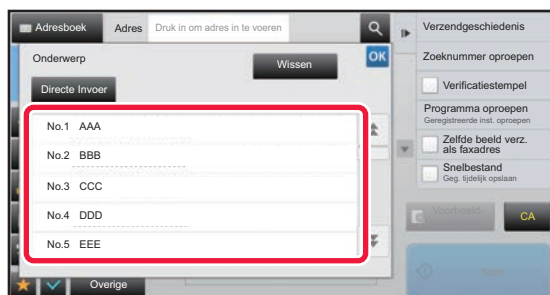 Adresboek
Adres
Druk in om adres in te voeren
Onderwerp
Wissen
OK
Directe Invoer
No.1 AAA
No.2 BBB
No.3 CCC
No.4 DDD
No.5 EEE
Overige
Verzendgeschiedenis
Zoeknummer oproepen
Verificatiestempel
Programma oproepen
Geregistreerde inst. oproepen
Zelfde beeld verz.
als faxadres
Snelbestand
Geg. tijdelijk opslaan
Voorbeeld-
CA
Start